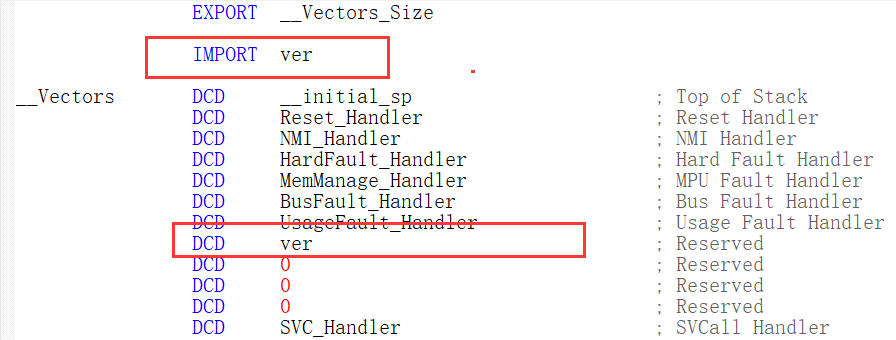 EXPORT __Vectors_Size
IMPORT ver
__Vectors DCD __initial_sp ; Top of Stack
DCD Reset_Handler ; Reset Handler
DCD NMI_Handler ; NMI Handler
DCD HardFault_Handler ; Hard Fault Handler
DCD MemManage_Handler ; MPU Fault Handler
DCD BusFault_Handler ; Bus Fault Handler
DCD UsageFault_Handler ; Usage Fault Handler
DCD ver ; Reserved
DCD 0 ; Reserved
DCD 0 ; Reserved
DCD 0 ; Reserved
DCD SVC_Handler ; SVCall Handler